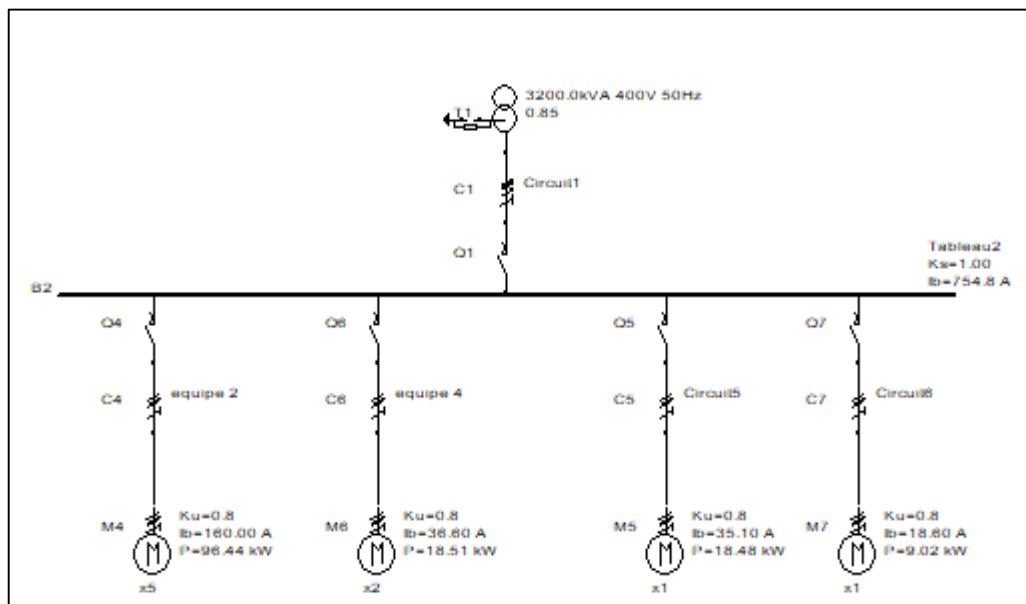 3200.0kVA 400V 50Hz
T1
0.85
C1
Circuit1
Q1
Tableau2
Ks=1.00
Ib=754.8 A
B2
Q4
Q6
Q5
Q7
C4
equipe 2
C6
equipe 4
C5
Circuit5
C7
Circuit6
M4
Ku=0.8
Ib=160.00 A
P=96.44 kW
M
x5
M6
Ku=0.8
Ib=36.60 A
P=18.51 kW
M
x2
M5
Ku=0.8
Ib=35.10 A
P=18.48 kW
M
x1
M7
Ku=0.8
Ib=18.60 A
P=9.02 kW
M
x1